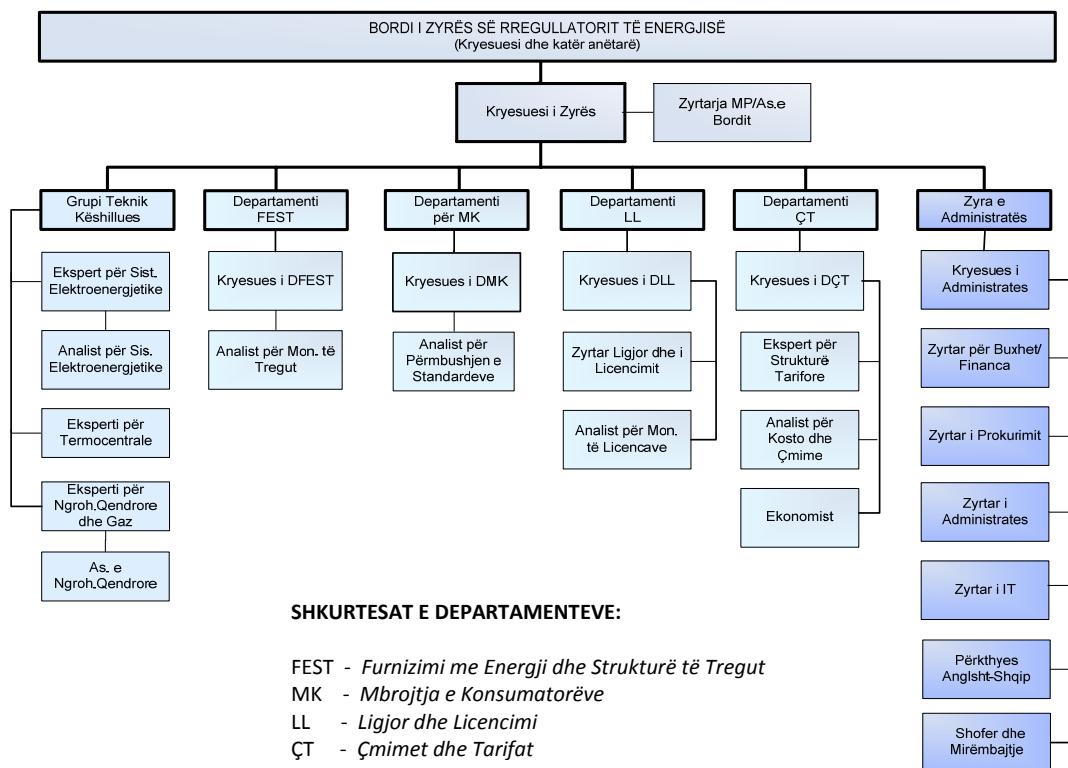 BORDI I ZYRËS SË RREGULLATORIT TË ENERGJISË
(Kryesuesi dhe katër anëtarë)
Kryesuesi i Zyrës
Zyrtarja MP/As.e
Bordit
Grupi Teknik
Këshillues
Ekspert për Sist.
Elektroenergjetike
Analist për Sis.
Elektroenergjetike
Eksperti për
Termocentrale
Eksperti për
Ngroh.Qendrore
dhe Gaz
As. e
Ngroh.Qendrore
Departamenti
FEST
Kryesues i DFEST
Analist për Mon. të
Tregut
Departamenti
për MK
Kryesues i DMK
Analist për
Përmbushjen e
Standardeve
Departamenti
LL
Kryesues i DLL
Zyrtar Ligjor dhe i
Licencimit
Analist për Mon.
të Licencave
Departamenti
ÇT
Kryesues i DÇT
Ekspert për
Strukturë
Tarifore
Analist për
Kosto dhe
Çmime
Ekonomist
Zyra e
Administratës
Kryesues i
Administrates
Zyrtar për Buxhet/
Financa
Zyrtar i Prokurimit
Zyrtar i
Administrates
Zyrtar i IT
Përkthyes
Anglsht-Shqip
Shofer dhe
Mirëmbajtje
SHKURTESAT E DEPARTAMENTEVE:
FEST - Furnizimi me Energji dhe Strukturë të Tregut
MK - Mbrojtja e Konsumatorëve
LL - Ligjor dhe Licencimi
ÇT - Çmimet dhe Tarifat